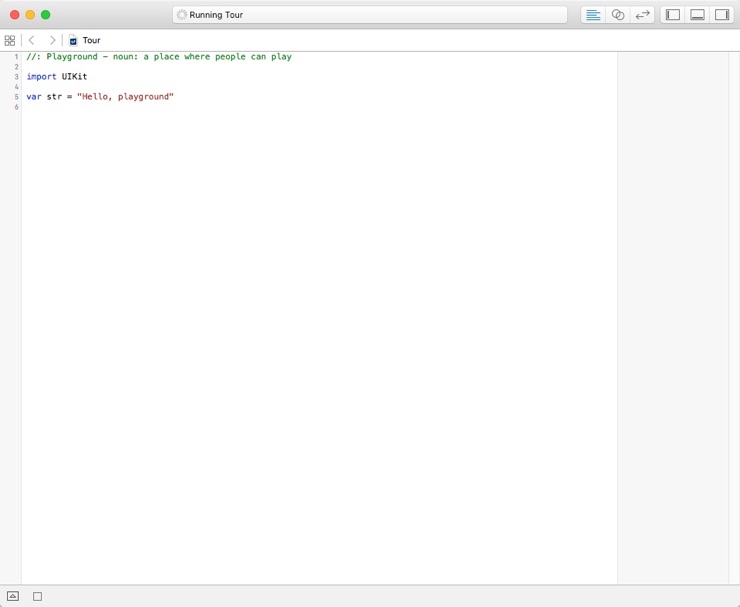 Running Tour
Tour
1 //: Playground - noun: a place where people can play
2
3 import UIKit
4
5 var str = "Hello, playground"
6